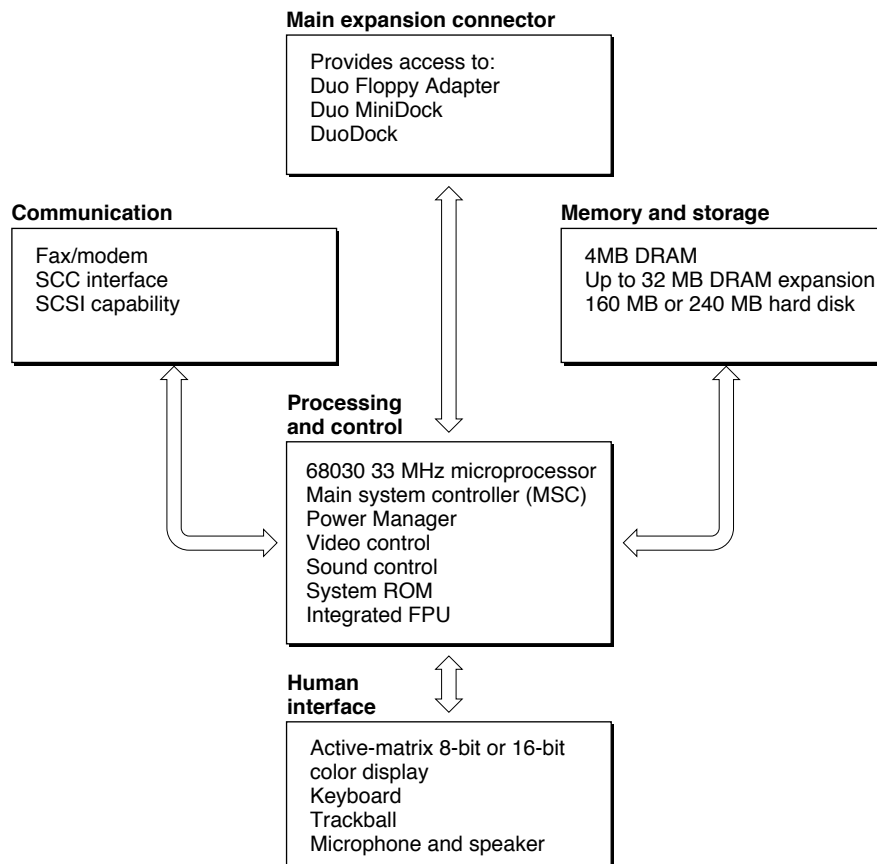 Main expansion connector
Provides access to:
Duo Floppy Adapter
Duo MiniDock
DuoDock
Communication
Fax/modem
SCC interface
SCSI capability
Memory and storage
4MB DRAM
Up to 32 MB DRAM expansion
160 MB or 240 MB hard disk
Processing
and control
68030 33 MHz microprocessor
Main system controller (MSC)
Power Manager
Video control
Sound control
System ROM
Integrated FPU
Human
interface
Active-matrix 8-bit or 16-bit
color display
Keyboard
Trackball
Microphone and speaker